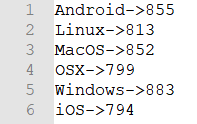 1 Android->855
2 Linux->813
3 MacOS->852
4 OSX->799
5 Windows->883
6 iOS->794